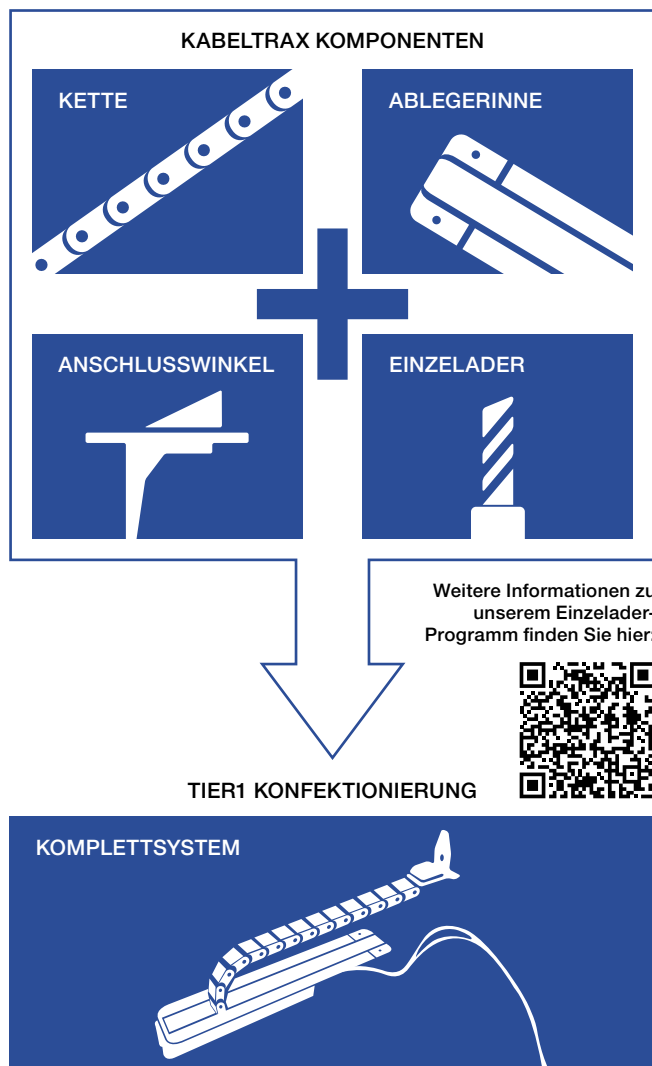 KABELTRAX KOMPONENTEN
KETTE
ABLEGERINNE
ANSCHLUSSWINKEL
EINZELADER
Weitere Informationen zu
unserem Einzelader-
Programm finden Sie hier:
TIER1 KONFEKTIONIERUNG
KOMPLETTSYSTEM